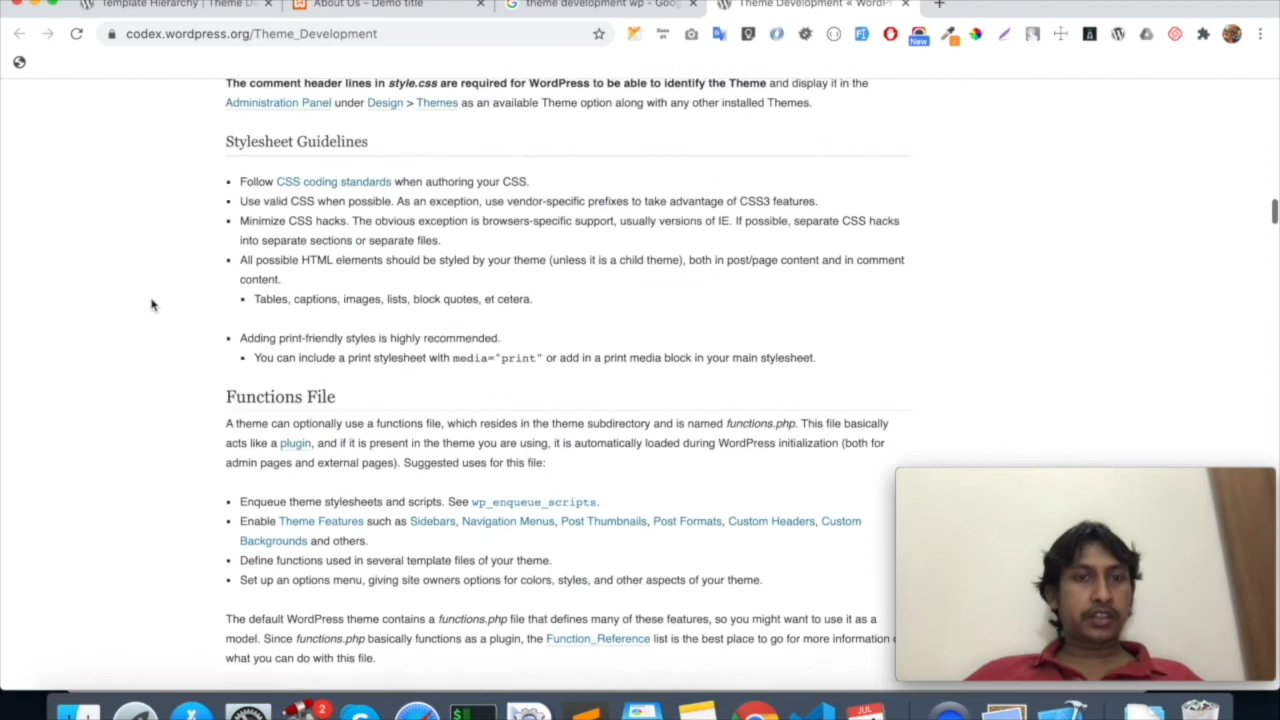 Template Hierarchy | Theme De
About Us – Demo title
theme development wp - Goog
Theme Development « WordPr
codex.wordpress.org/Theme_Development
New
The comment header lines in style.css are required for WordPress to be able to identify the Theme and display it in the
Administration Panel under Design > Themes as an available Theme option along with any other installed Themes.
Stylesheet Guidelines
Follow CSS coding standards when authoring your CSS.
Use valid CSS when possible. As an exception, use vendor-specific prefixes to take advantage of CSS3 features.
Minimize CSS hacks. The obvious exception is browsers-specific support, usually versions of IE. If possible, separate CSS hacks
into separate sections or separate files.
All possible HTML elements should be styled by your theme (unless it is a child theme), both in post/page content and in comment
content.
Tables, captions, images, lists, block quotes, et cetera.
Adding print-friendly styles is highly recommended.
You can include a print stylesheet with media="print" or add in a print media block in your main stylesheet.
Functions File
A theme can optionally use a functions file, which resides in the theme subdirectory and is named functions.php. This file basically
acts like a plugin, and if it is present in the theme you are using, it is automatically loaded during WordPress initialization (both for
admin pages and external pages). Suggested uses for this file:
Enqueue theme stylesheets and scripts. See wp_enqueue_scripts.
Enable Theme Features such as Sidebars, Navigation Menus, Post Thumbnails, Post Formats, Custom Headers, Custom
Backgrounds and others.
Define functions used in several template files of your theme.
Set up an options menu, giving site owners options for colors, styles, and other aspects of your theme.
The default WordPress theme contains a functions.php file that defines many of these features, so you might want to use it as a
model. Since functions.php basically functions as a plugin, the Function_Reference list is the best place to go for more information
what you can do with this file.
2
JUL